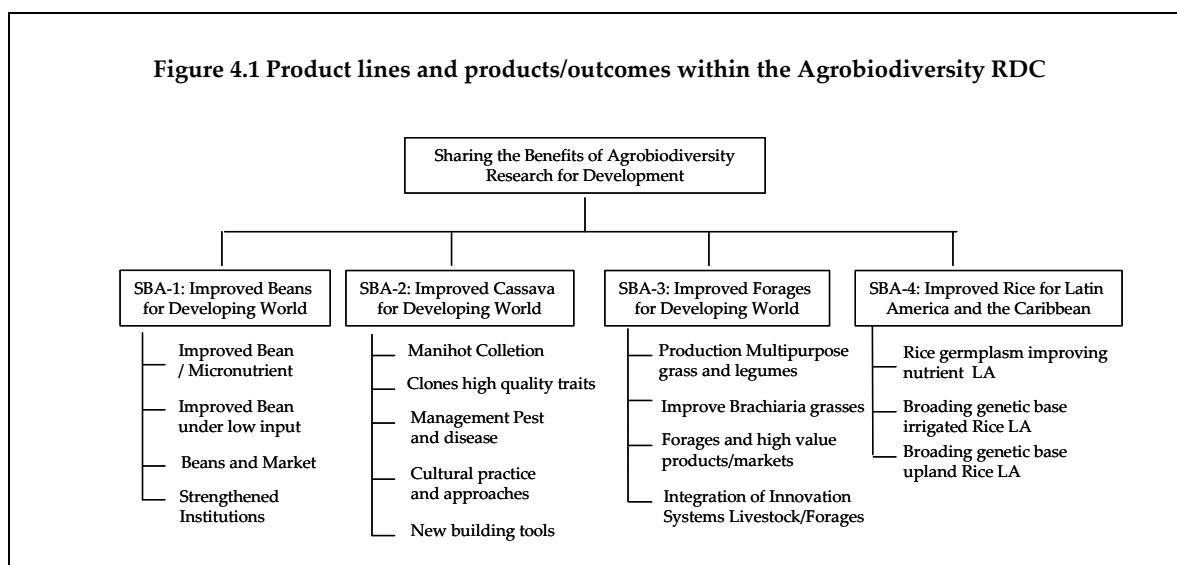 Figure 4.1 Product lines and products/outcomes within the Agrobiodiversity RDC
Sharing the Benefits of Agrobiodiversity
Research for Development
SBA-1: Improved Beans
for Developing World
Improved Bean
/ Micronutrient
Improved Bean
under low input
Beans and Market
Strengthened
Institutions
SBA-2: Improved Cassava
for Developing World
Manihot Colletion
Clones high quality traits
Management Pest
and disease
Cultural practice
and approaches
New building tools
SBA-3: Improved Forages
for Developing World
Production Multipurpose
grass and legumes
Improve Brachiaria grasses
Forages and high value
products/markets
Integration of Innovation
Systems Livestock/Forages
SBA-4: Improved Rice for Latin
America and the Caribbean
Rice germplasm improving
nutrient LA
Broading genetic base
irrigated Rice LA
Broading genetic base
upland Rice LA